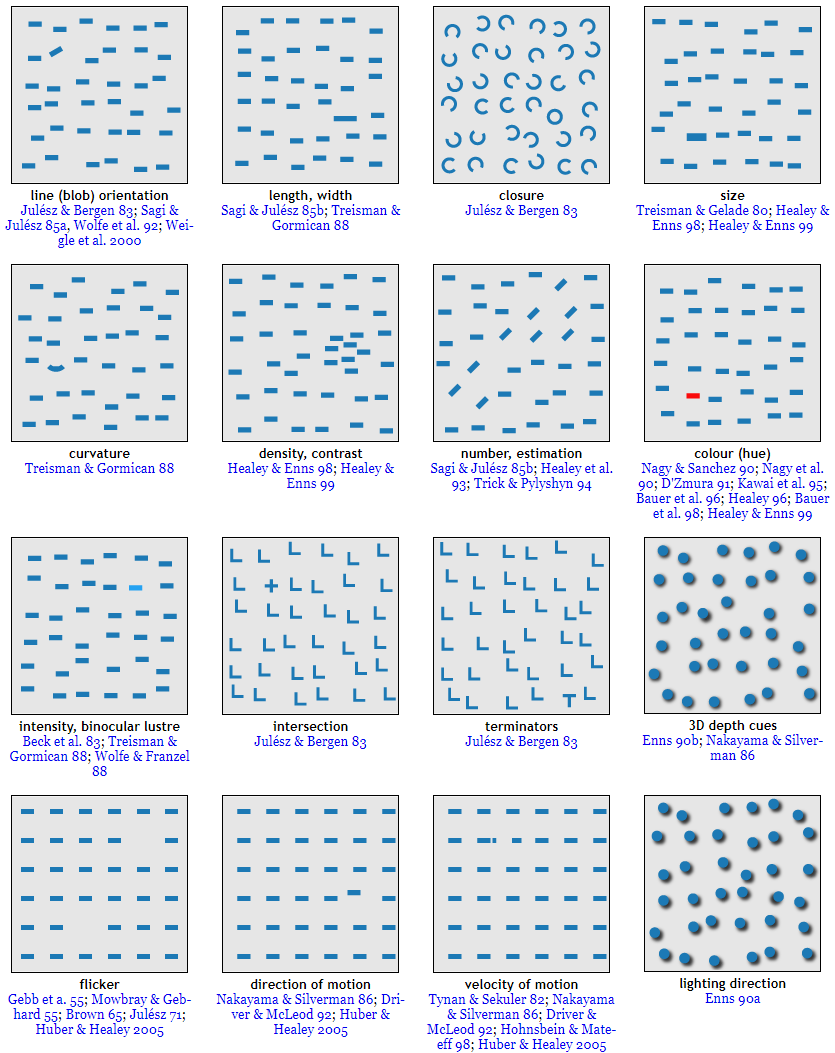 line (blob) orientation
Julész & Bergen 83; Sagi &
Julész 85a, Wolfe et al. 92; Wei-
gle et al. 2000
length, width
Sagi & Julész 85b; Treisman &
Gormican 88
closure
Julész & Bergen 83
size
Treisman & Gelade 80; Healey &
Enns 98; Healey & Enns 99
curvature
Treisman & Gormican 88
density, contrast
Healey & Enns 98; Healey &
Enns 99
number, estimation
Sagi & Julész 85b; Healey et al.
93; Trick & Pylyshyn 94
colour (hue)
Nagy & Sanchez 90; Nagy et al.
90; D'Zmura 91; Kawai et al. 95;
Bauer et al. 96; Healey 96; Bauer
et al. 98; Healey & Enns 99
intensity, binocular lustre
Beck et al. 83; Treisman &
Gormican 88; Wolfe & Franzel
88
intersection
Julész & Bergen 83
terminators
Julész & Bergen 83
3D depth cues
Enns 90b; Nakayama & Silver-
man 86
flicker
Gebb et a. 55; Mowbray & Geb-
hard 55; Brown 65; Julész 71;
Huber & Healey 2005
direction of motion
Nakayama & Silverman 86; Dri-
ver & McLeod 92; Huber &
Healey 2005
velocity of motion
Tynan & Sekuler 82; Nakayama
& Silverman 86; Driver &
McLeod 92; Hohnsbein & Mate-
eff 98; Huber & Healey 2005
lighting direction
Enns 90a